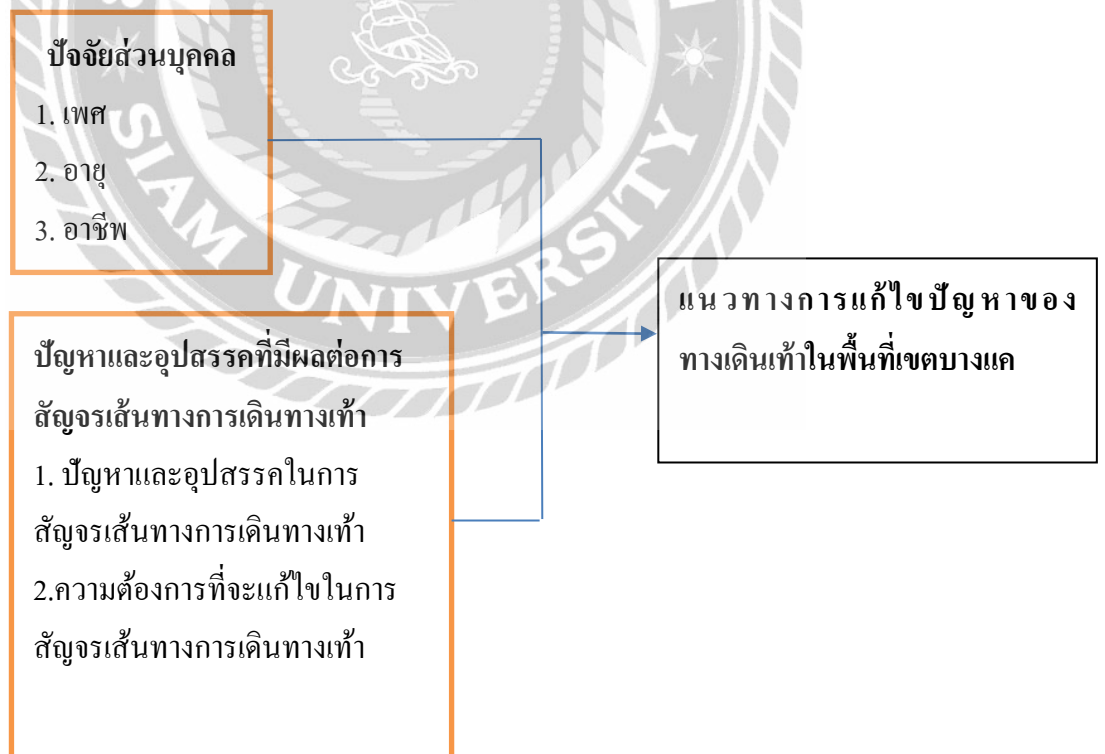 ปัจจัยส่วนบุคคล
1. เพศ
2. อายุ
3. อาชีพ
ปัญหาและอุปสรรคที่มีผลต่อการ
สัญจรเส้นทางการเดินทางเท้า
1. ปัญหาและอุปสรรคในการ
สัญจรเส้นทางการเดินทางเท้า
2.ความต้องการที่จะแก้ไขในการ
สัญจรเส้นทางการเดินทางเท้า
แนวทางการแก้ไขปัญหาของ
ทางเดินเท้าในพื้นที่เขตบางแค
SIAM UNIVERSITY